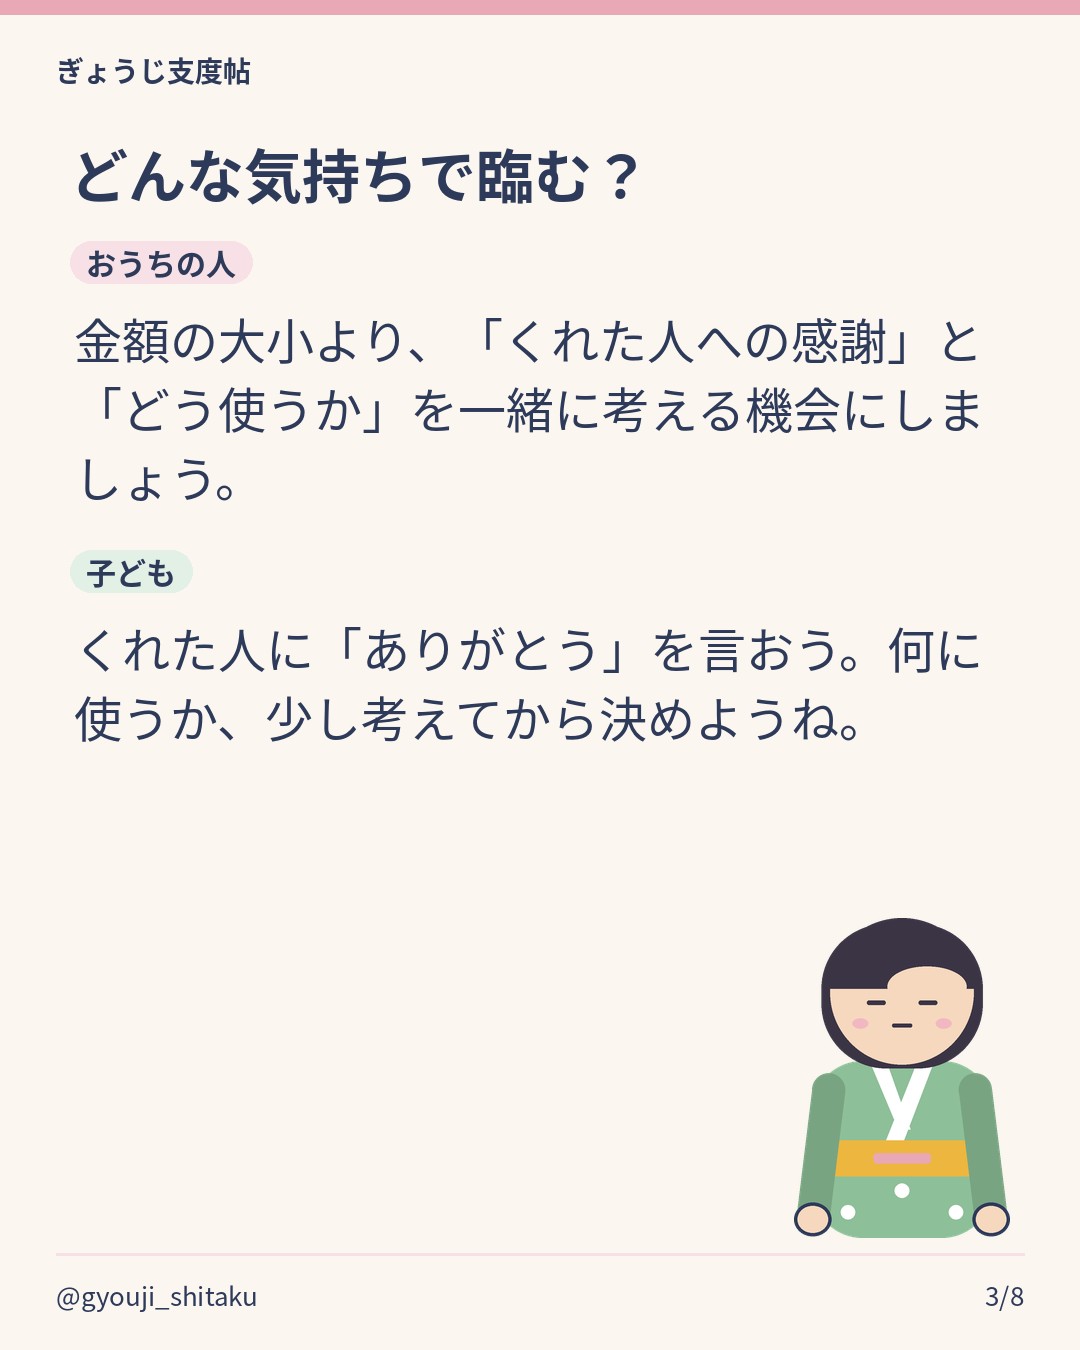 ぎょうじ支度帖
どんな気持ちで臨む？
おうちの人
金額の大小より、「くれた人への感謝」と
「どう使うか」を一緒に考える機会にしま
しょう。
子ども
くれた人に「ありがとう」を言おう。何に
使うか、少し考えてから決めようね。
@gyouji_shitaku
3/8